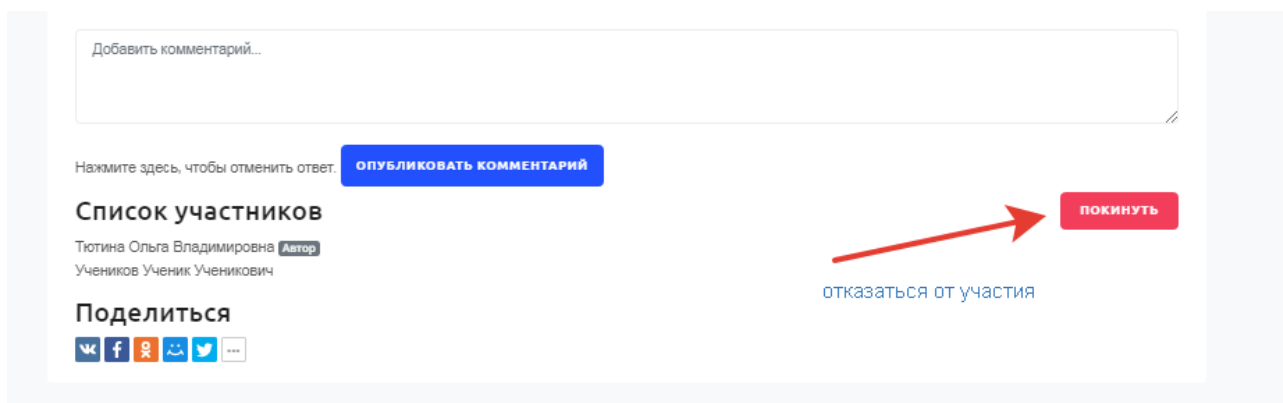 Добавить комментарий...
Нажмите здесь, чтобы отменить ответ. ОПУБЛИКОВАТЬ КОММЕНТАРИЙ
Список участников
ПОКИНУТЬ
Тютина Ольга Владимировна Автор
Учеников Ученик Ученикович
отказаться от участия
Поделиться